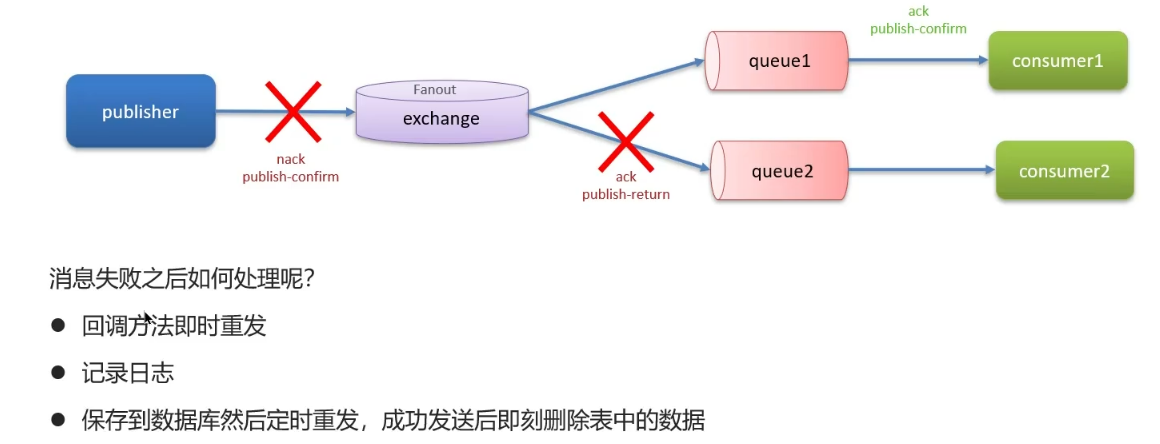 ack
publish-confirm
publisher
Fanout
exchange
queue1
consumer1
nack
publish-confirm
ack
publish-return
queue2
consumer2
消息失败之后如何处理呢？
● 回调方法即时重发
● 记录日志
● 保存到数据库然后定时重发，成功发送后即刻删除表中的数据